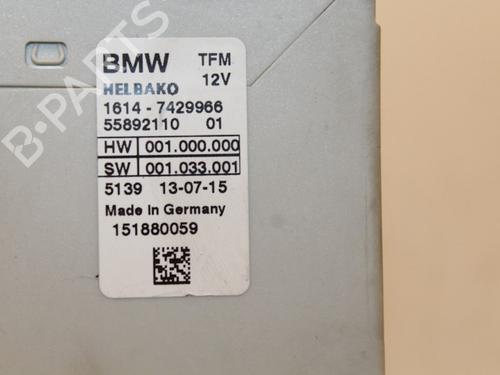 BMW TFM
12V
HELBAKO
1614 - 7429966
55892110 01
HW 001.000.000
SW 001.033.001
5139 13-07-15
Made In Germany
151880059
B-Parts